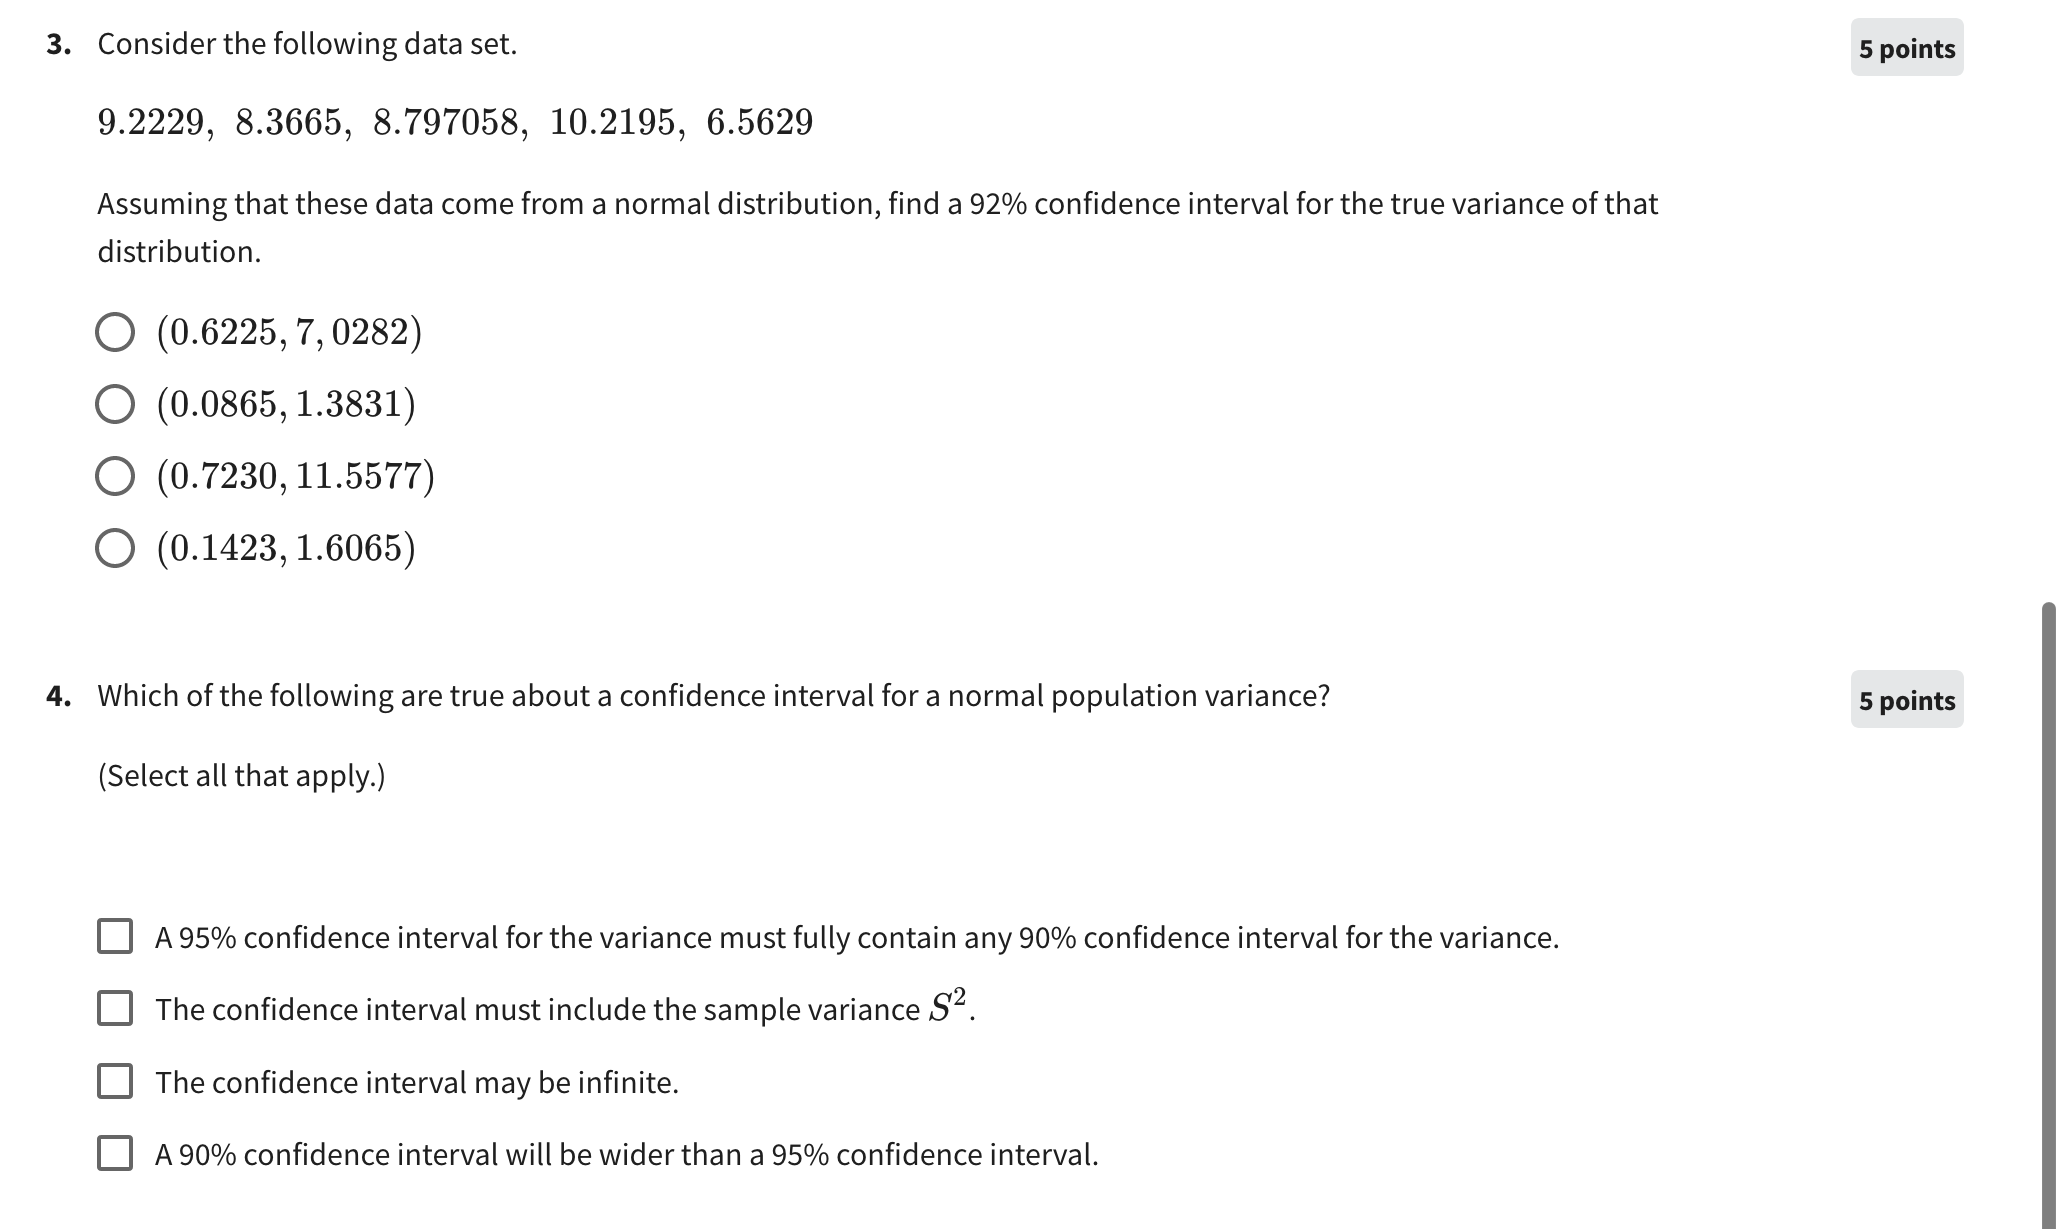 3. Consider the following data set.
5 points
9.2229, 8.3665, 8.797058, 10.2195, 6.5629
Assuming that these data come from a normal distribution, find a 92% confidence interval for the true variance of that
distribution.
(0.6225, 7, 0282)
(0.0865, 1.3831)
(0.7230, 11.5577)
(0.1423, 1.6065)
4. Which of the following are true about a confidence interval for a normal population variance?
5 points
(Select all that apply.)
A 95% confidence interval for the variance must fully contain any 90% confidence interval for the variance.
The confidence interval must include the sample variance S².
The confidence interval may be infinite.
A 90% confidence interval will be wider than a 95% confidence interval.